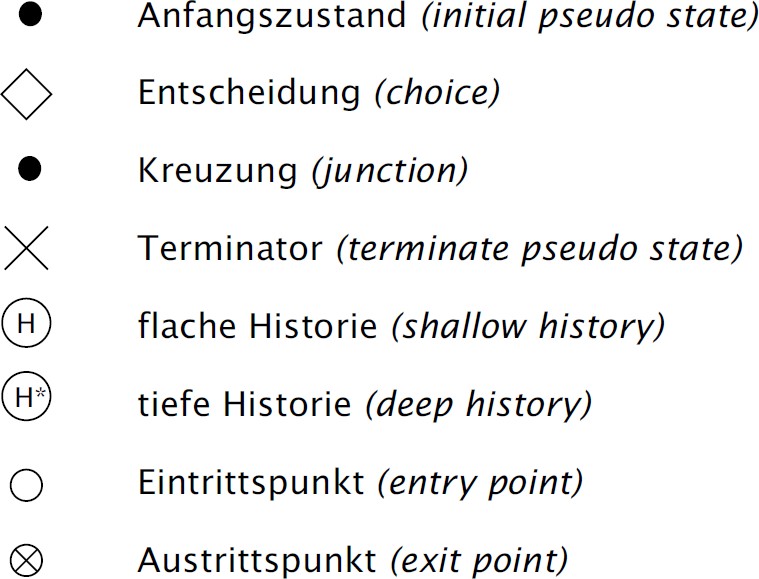 Anfangszustand (initial pseudo state)
Entscheidung (choice)
Kreuzung (junction)
Terminator (terminate pseudo state)
H flache Historie (shallow history)
H* tiefe Historie (deep history)
Eintrittspunkt (entry point)
Austrittspunkt (exit point)